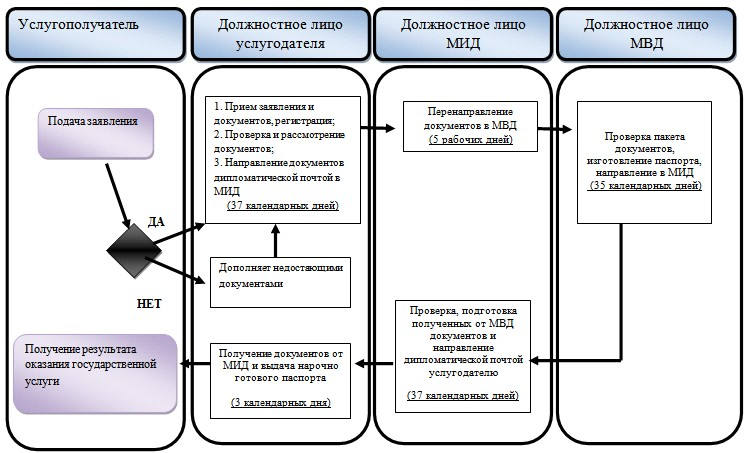 Услугополучатель
Должностное лицо
услугодателя
Должностное лицо
МИД
Должностное лицо
МВД
Подача заявления
ДА
НЕТ
1. Прием заявления и
документов, регистрация;
2. Проверка и рассмотрение
документов;
3. Направление документов
дипломатической почтой в
МИД
(37 календарных дней)
Перенаправление
документов в МВД
(5 рабочих дней)
Проверка пакета
документов,
изготовление паспорта,
направление в МИД
(35 календарных дней)
Дополняет недостающими
документами
Проверка, подготовка
полученных от МВД
документов и
направление
дипломатической почтой
услугодателю
(37 календарных дней)
Получение документов от
МИД и выдача нарочно
готового паспорта
(3 календарных дня)
Получение результата
оказания государственной
услуги